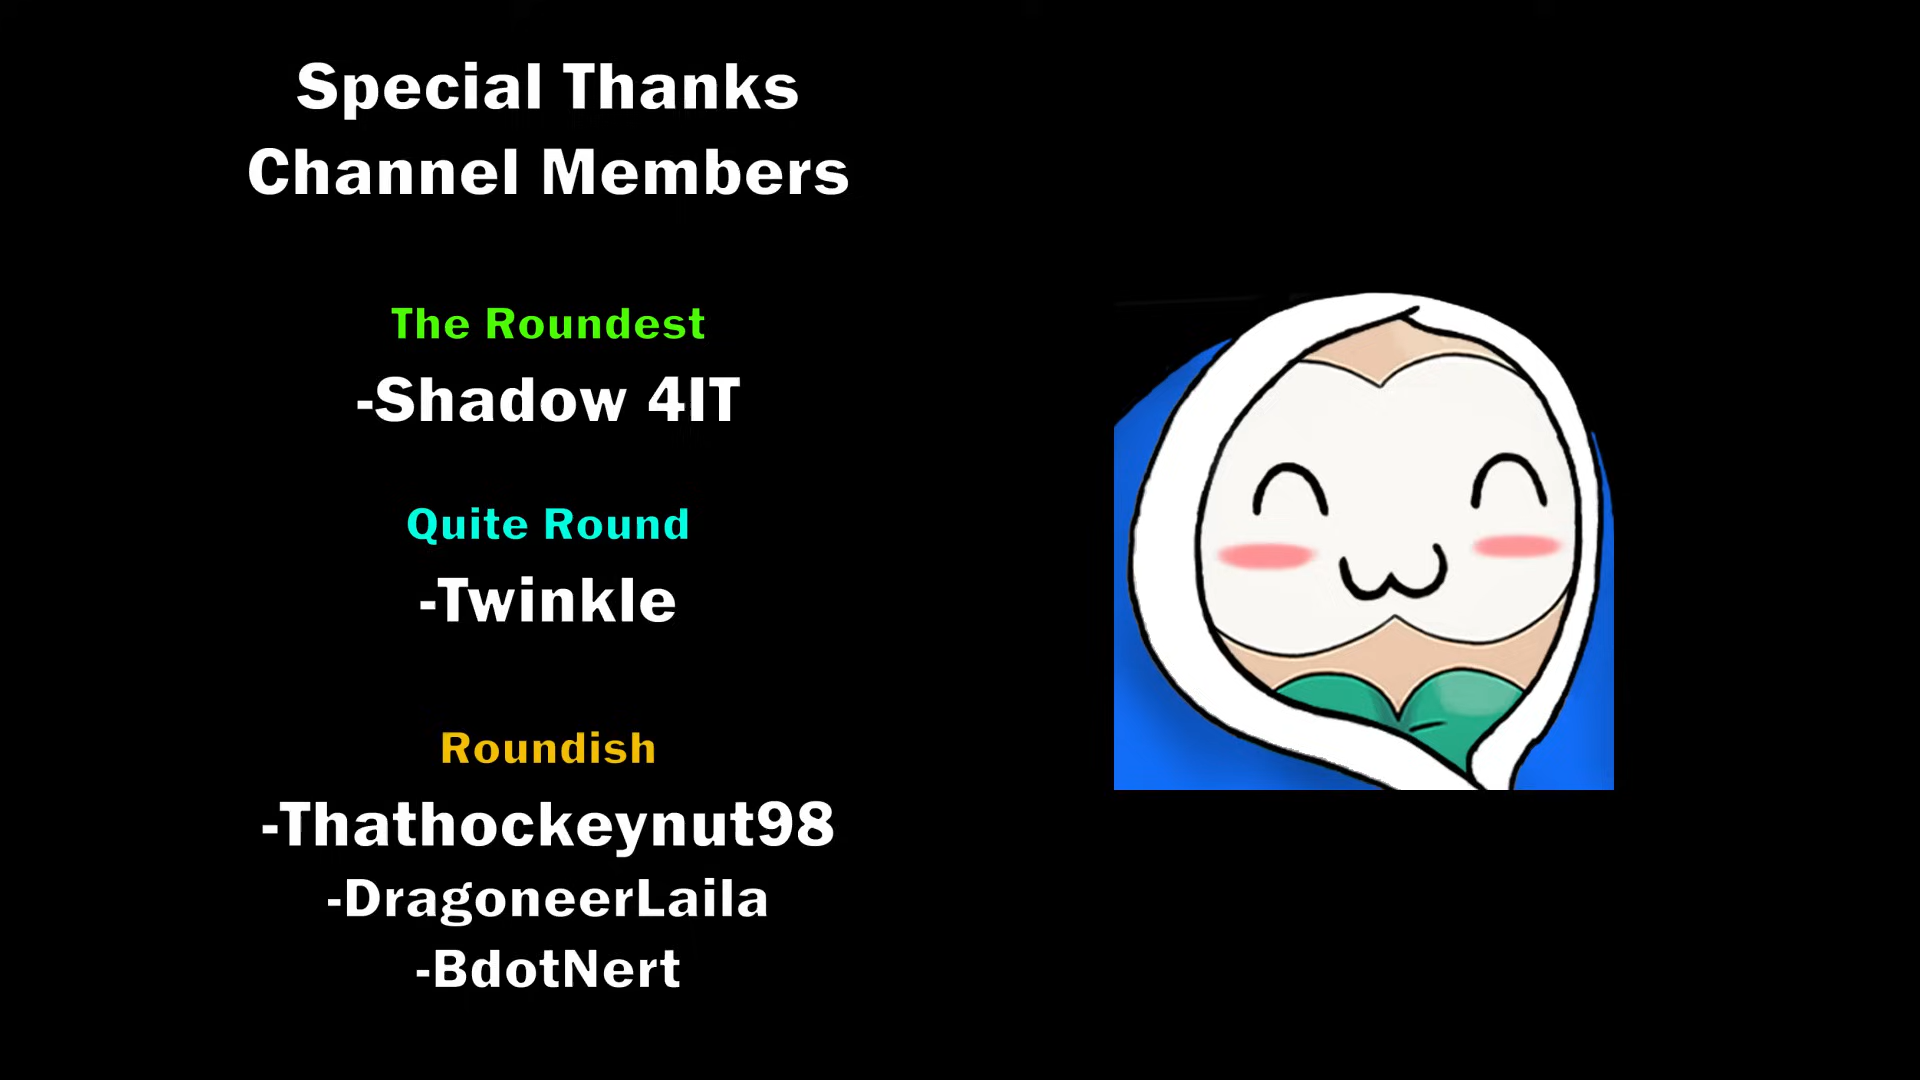 Special Thanks
Channel Members
The Roundest
-Shadow 4IT
Quite Round
-Twinkle
Roundish
-Thathockeynut98
-DragoneerLaila
-BdotNert